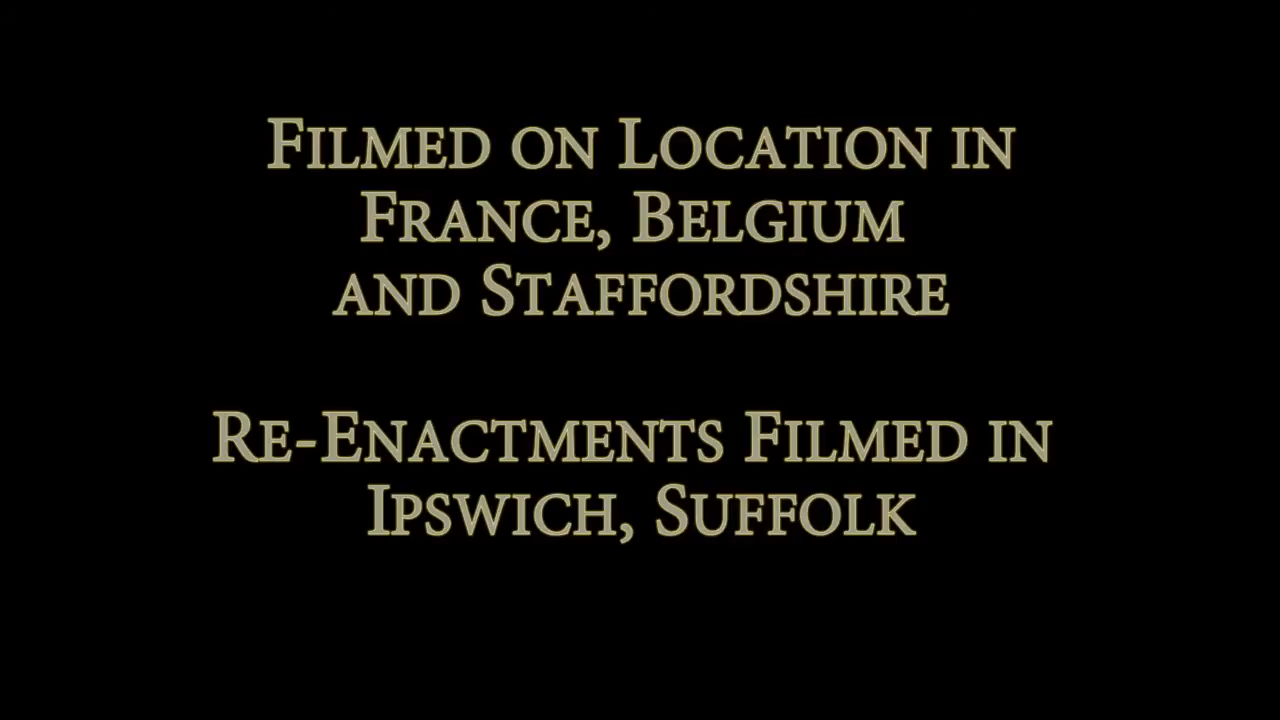 Filmed on Location in
France, Belgium
and Staffordshire
Re-Enactments Filmed in
Ipswich, Suffolk